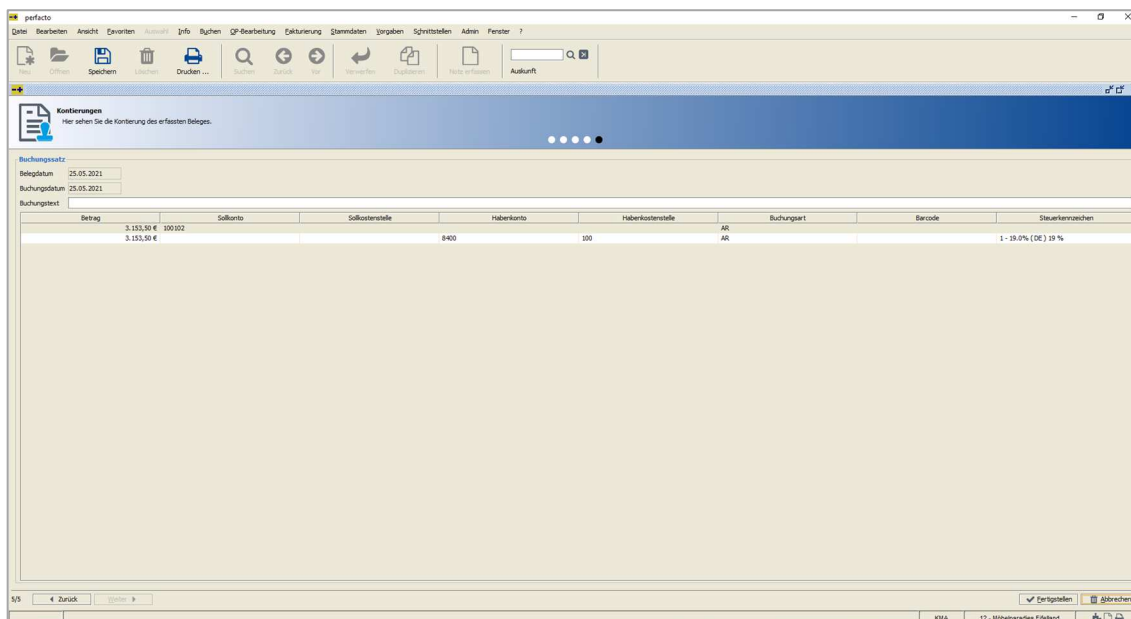 perfacto
Datei Bearbeiten Ansicht Favoriten Auswahl Info Buchen OP-Bearbeitung Fakturierung Stammdaten Vorgaben Schnittstellen Admin Fenster ?
Neu Öffnen Speichern Löschen Drucken ... Suchen Zurück Vor Verwerfen Duplizieren Note erfassen Auskunft
Kontierungen
Hier sehen Sie die Kontierung des erfassten Beleges.
Buchungssatz
Belegdatum 25.05.2021
Buchungsdatum 25.05.2021
Buchungstext
Betrag Sollkonto Sollkostenstelle Habenkonto Habenkostenstelle Buchungsart Barcode Steuerkennzeichen
3.153,50 € 100102 AR
3.153,50 € 8400 100 AR 1 - 19.0% ( DE ) 19 %
5/5 Zurück Weiter Fertigstellen Abbrechen
KMA 12 - Möbelparadies Eifelland